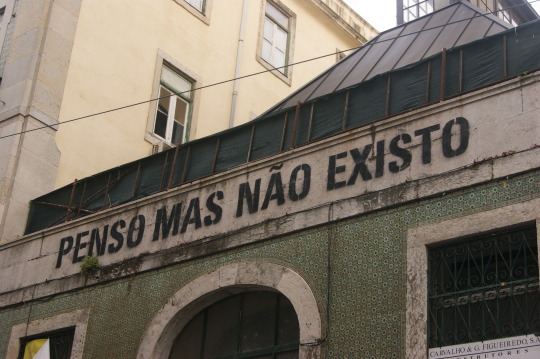 PENSO MAS NÃO EXISTO
CARVALHO & G. FIGUEIREDO, S.A.